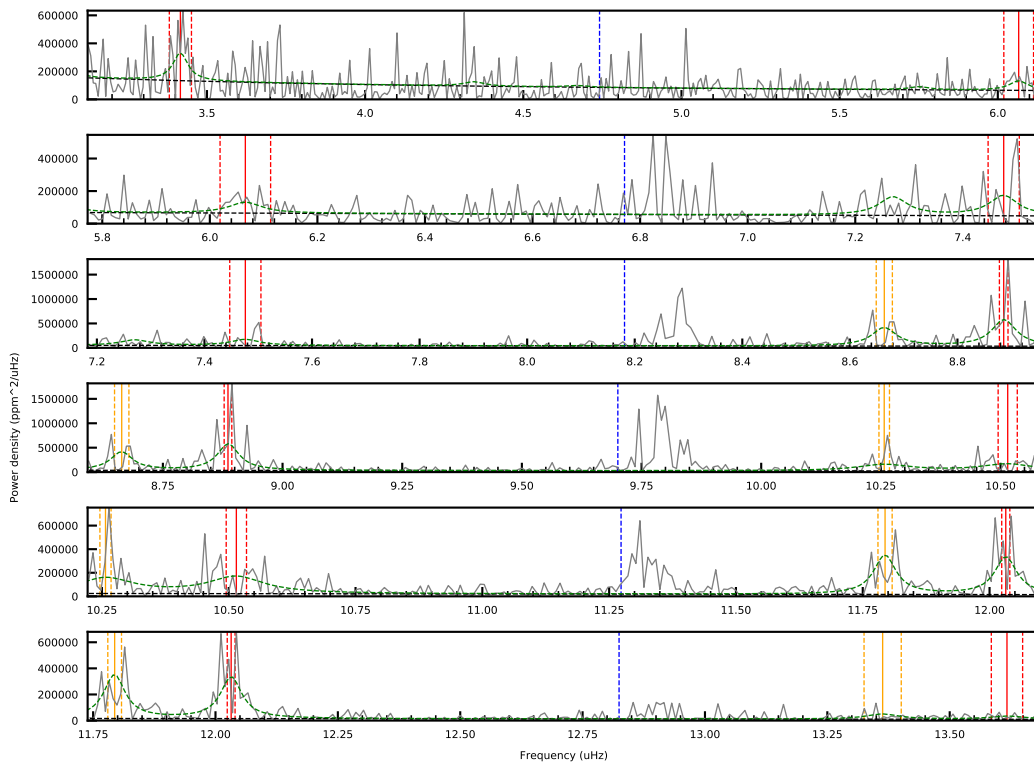 600000
400000
200000
0
3.5 4.0 4.5 5.0 5.5 6.0
400000
200000
0
5.8 6.0 6.2 6.4 6.6 6.8 7.0 7.2 7.4
1500000
1000000
500000
0
7.2 7.4 7.6 7.8 8.0 8.2 8.4 8.6 8.8
Power density (ppm^2/uHz)
1500000
1000000
500000
0
8.75 9.00 9.25 9.50 9.75 10.00 10.25 10.50
600000
400000
200000
0
10.25 10.50 10.75 11.00 11.25 11.50 11.75 12.00
600000
400000
200000
0
11.75 12.00 12.25 12.50 12.75 13.00 13.25 13.50
Frequency (uHz)